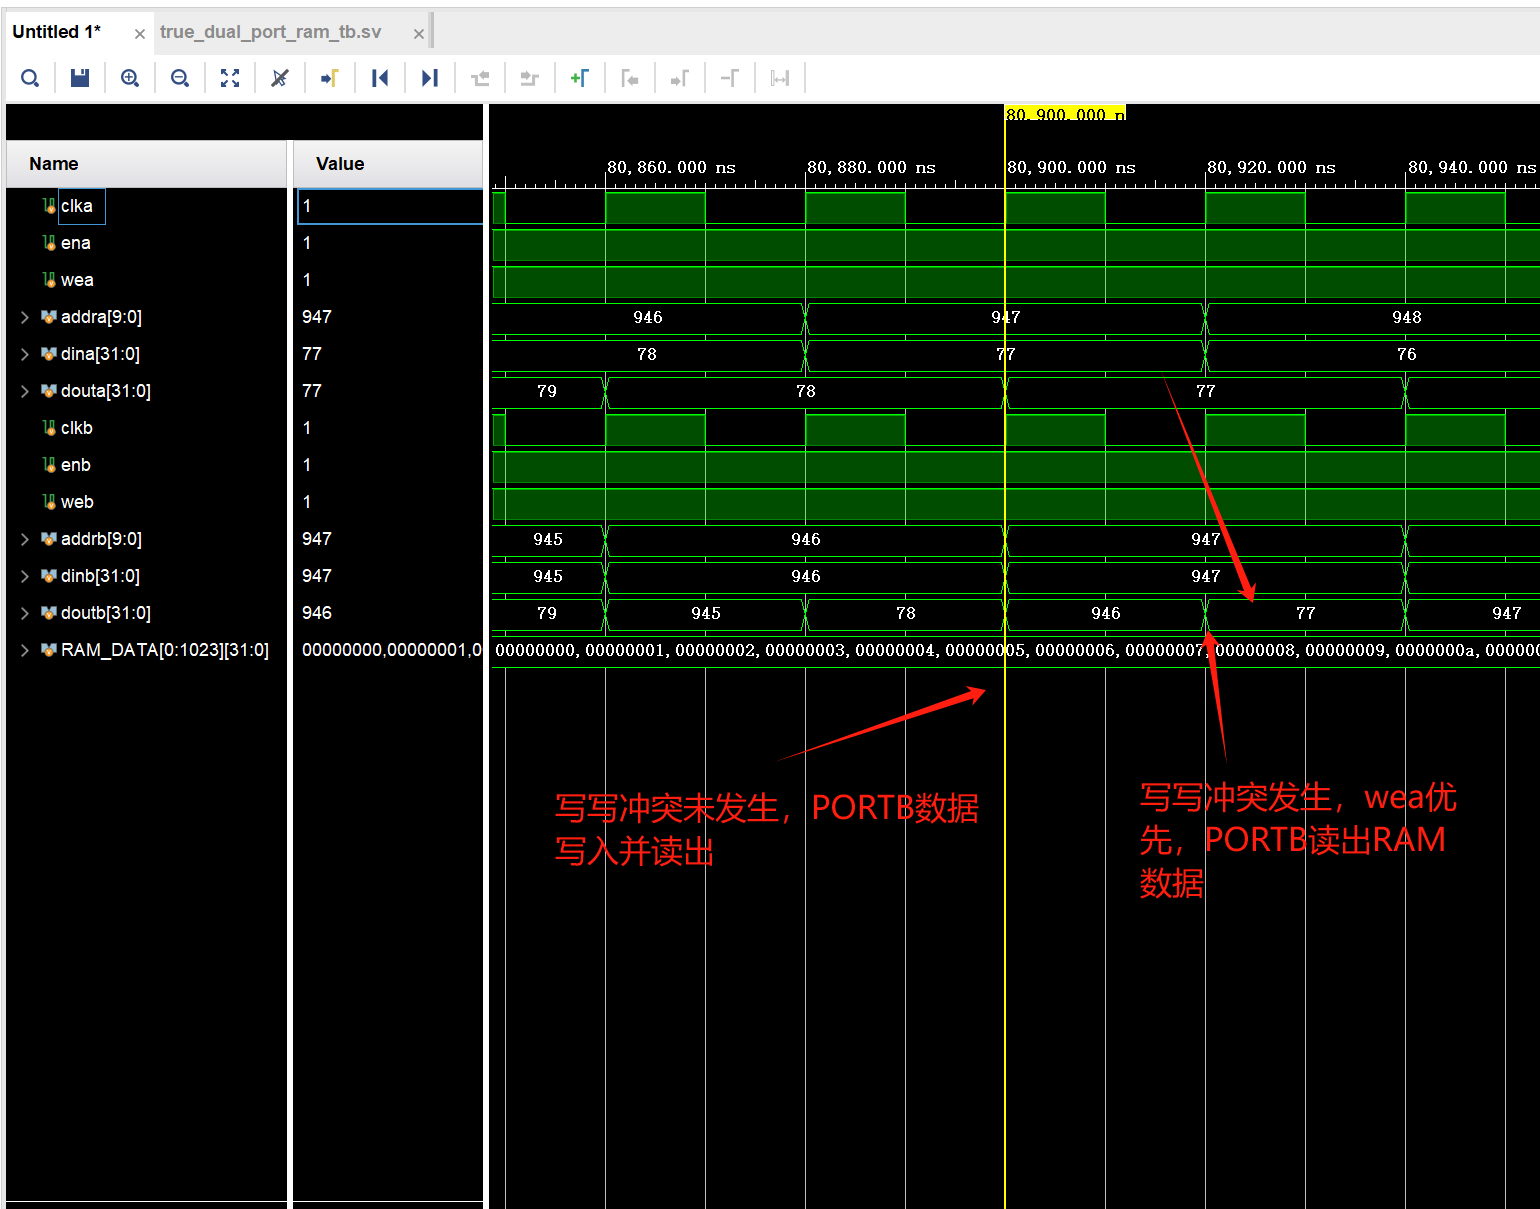 Untitled 1* × true_dual_port_ram_tb.sv ×
80,900.000 n
Name Value
80,860.000 ns 80,880.000 ns 80,900.000 ns 80,920.000 ns 80,940.000 ns
clka 1
ena 1
wea 1
addra[9:0] 947 946 947 948
dina[31:0] 77 78 77 76
douta[31:0] 77 79 78 77
clkb 1
enb 1
web 1
addrb[9:0] 947 945 946 947
dinb[31:0] 947 945 946 947
doutb[31:0] 946 79 945 78 946 77 947
RAM_DATA[0:1023][31:0] 00000000,00000001,0 00000000,00000001,00000002,00000003,00000004,00000005,00000006,00000007,00000008,00000009,0000000a,000000
写写冲突未发生，PORTB数据
写入并读出
写写冲突发生，wea优
先，PORTB读出RAM
数据